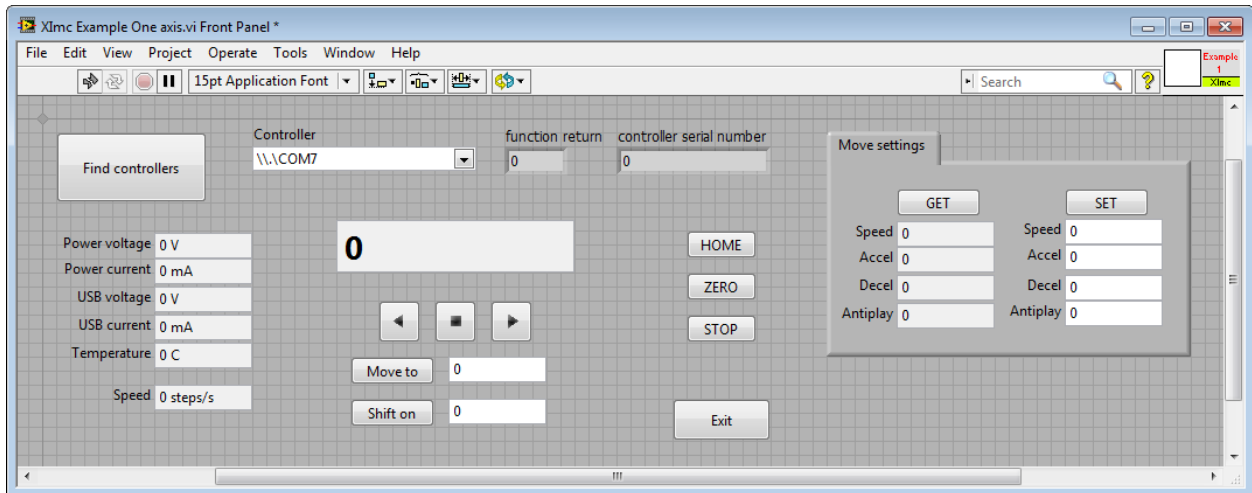 XImc Example One axis.vi Front Panel *
File Edit View Project Operate Tools Window Help
15pt Application Font
Search
?
Example
1
XImc
Find controllers
Controller
\\.\COM7
function return
0
controller serial number
0
Move settings
GET
SET
Speed 0
Speed 0
Accel 0
Accel 0
Decel 0
Decel 0
Antiplay 0
Antiplay 0
Power voltage 0 V
Power current 0 mA
USB voltage 0 V
USB current 0 mA
Temperature 0 C
Speed 0 steps/s
0
Move to 0
Shift on 0
HOME
ZERO
STOP
Exit